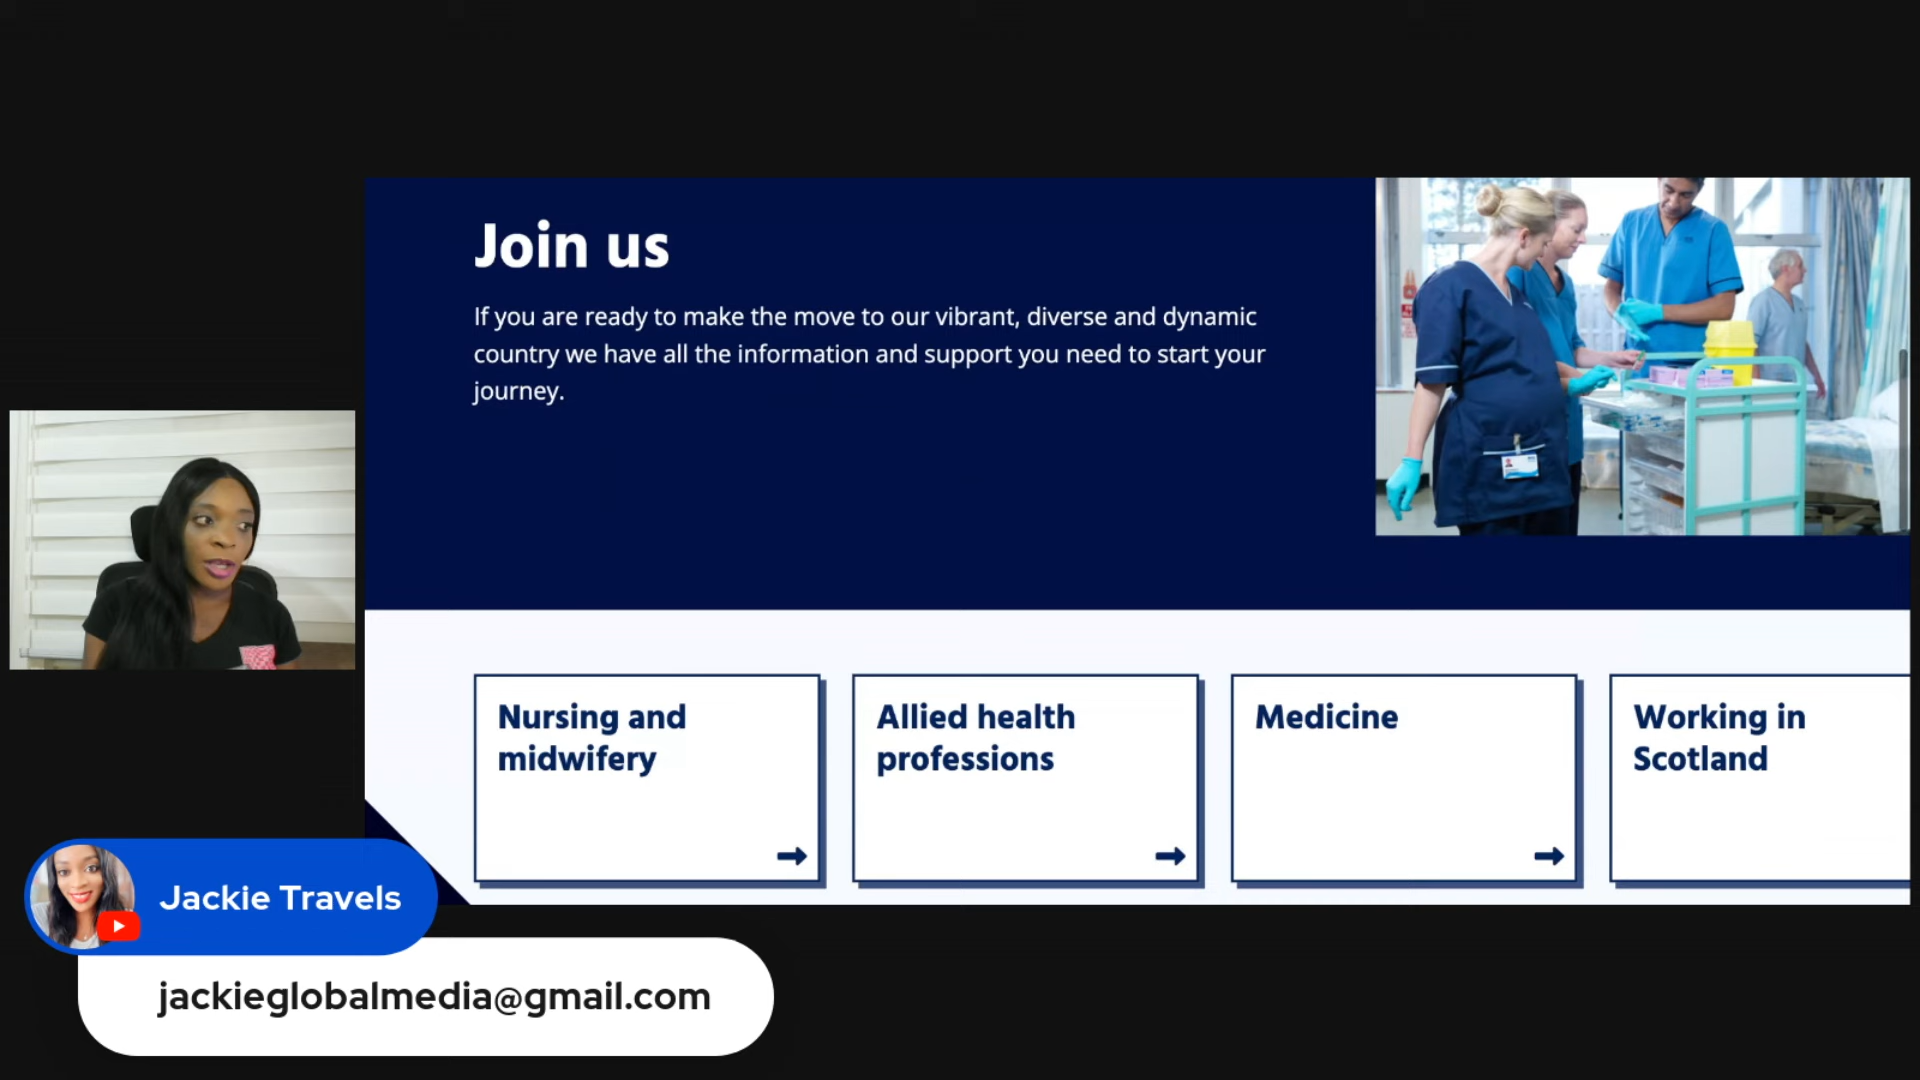 Join us
If you are ready to make the move to our vibrant, diverse and dynamic
country we have all the information and support you need to start your
journey.
Nursing and
midwifery
Allied health
professions
Medicine
Working in
Scotland
Jackie Travels
jackieglobalmedia@gmail.com